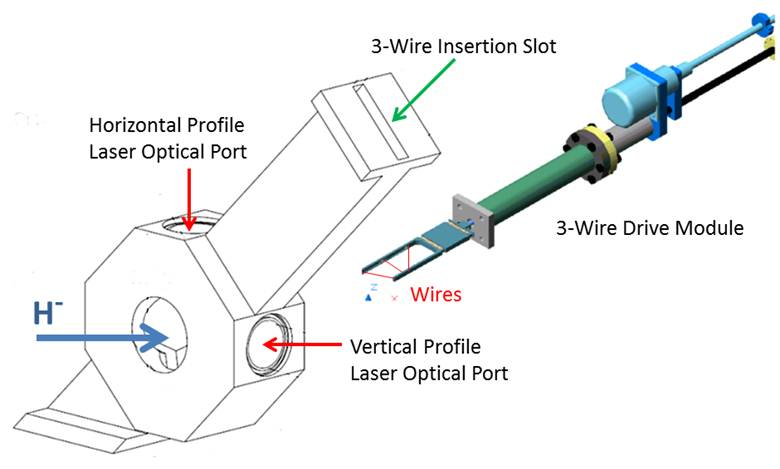 3-Wire Insertion Slot
Horizontal Profile
Laser Optical Port
3-Wire Drive Module
Wires
Z
x
H-
Vertical Profile
Laser Optical Port